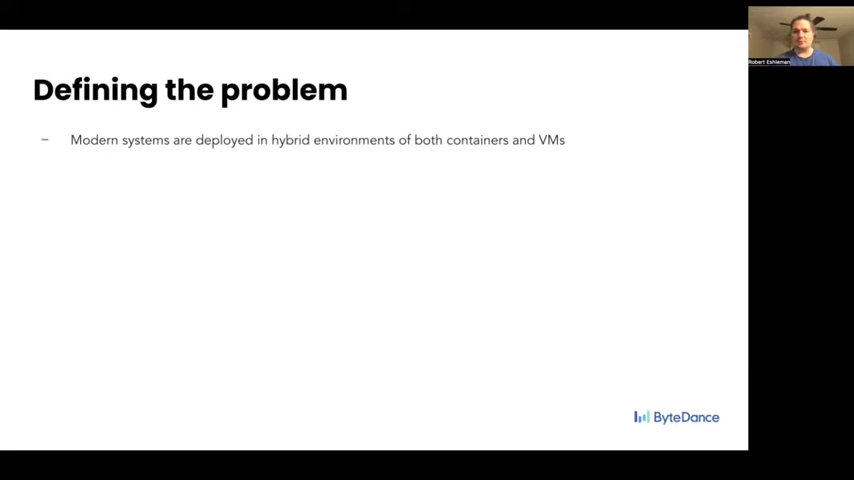 Robert Eshleman
Defining the problem
– Modern systems are deployed in hybrid environments of both containers and VMs
ByteDance